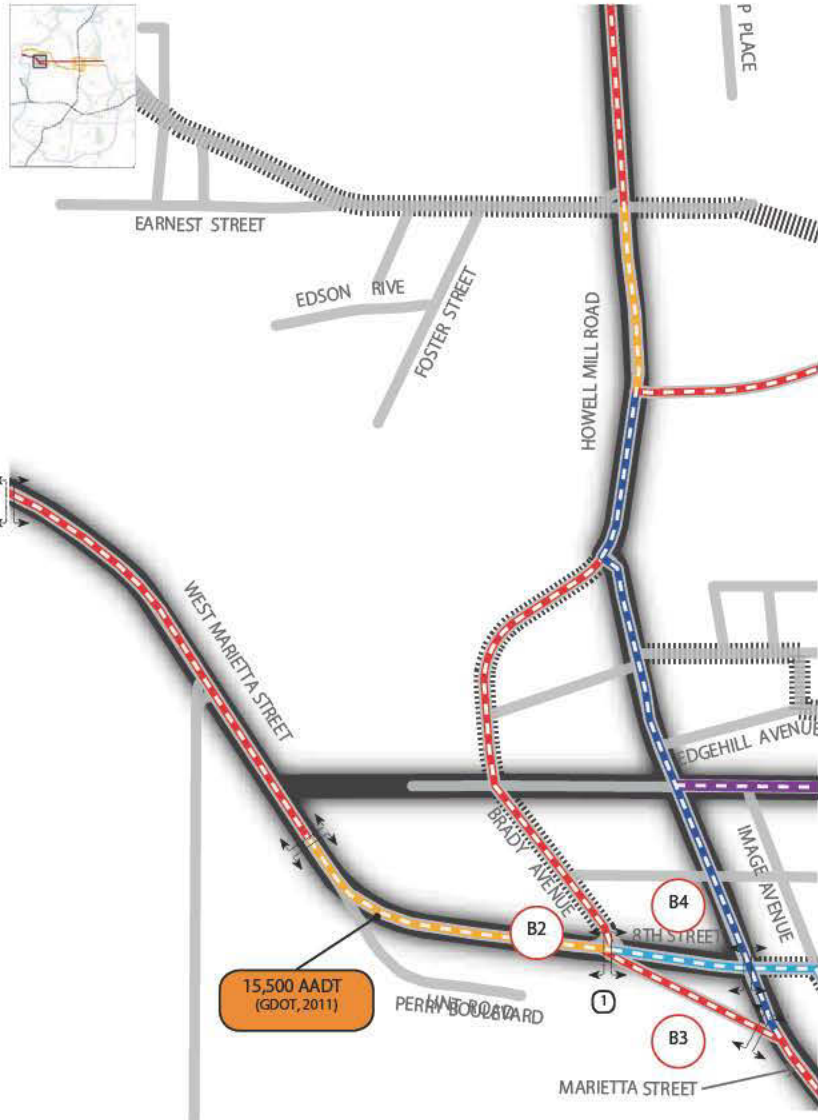 P PLACE
EARNEST STREET
EDSON RIVE
FOSTER STREET
HOWELL MILL ROAD
WEST MARIETTA STREET
EDGEHILL AVENUE
BRADY AVENUE
IMAGE AVENUE
B4
B2
8TH STREET
15,500 AADT
(GDOT, 2011)
PERRY BOULEVARD
1
B3
MARIETTA STREET